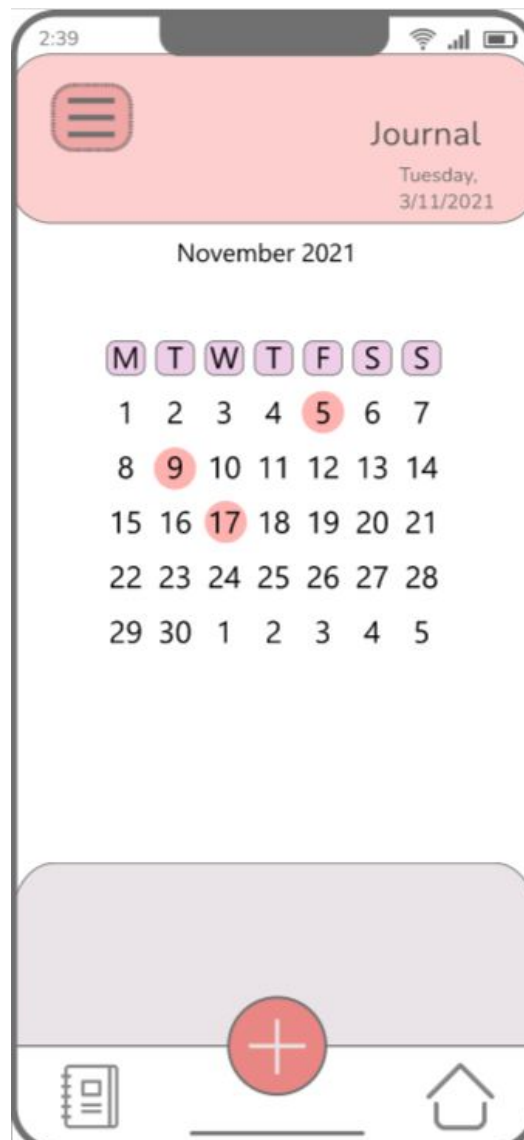 2:39
Journal
Tuesday,
3/11/2021
November 2021
M T W T F S S
1 2 3 4 5 6 7
8 9 10 11 12 13 14
15 16 17 18 19 20 21
22 23 24 25 26 27 28
29 30 1 2 3 4 5